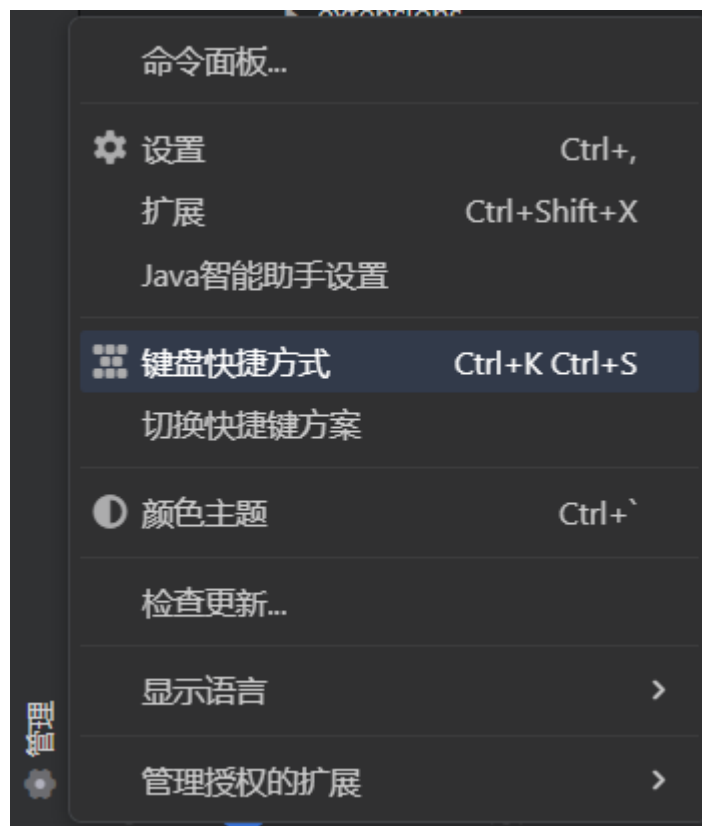 命令面板...
设置 Ctrl+,
扩展 Ctrl+Shift+X
Java智能助手设置
键盘快捷方式 Ctrl+K Ctrl+S
切换快捷键方案
颜色主题 Ctrl+`
检查更新...
显示语言
管理授权的扩展
管理